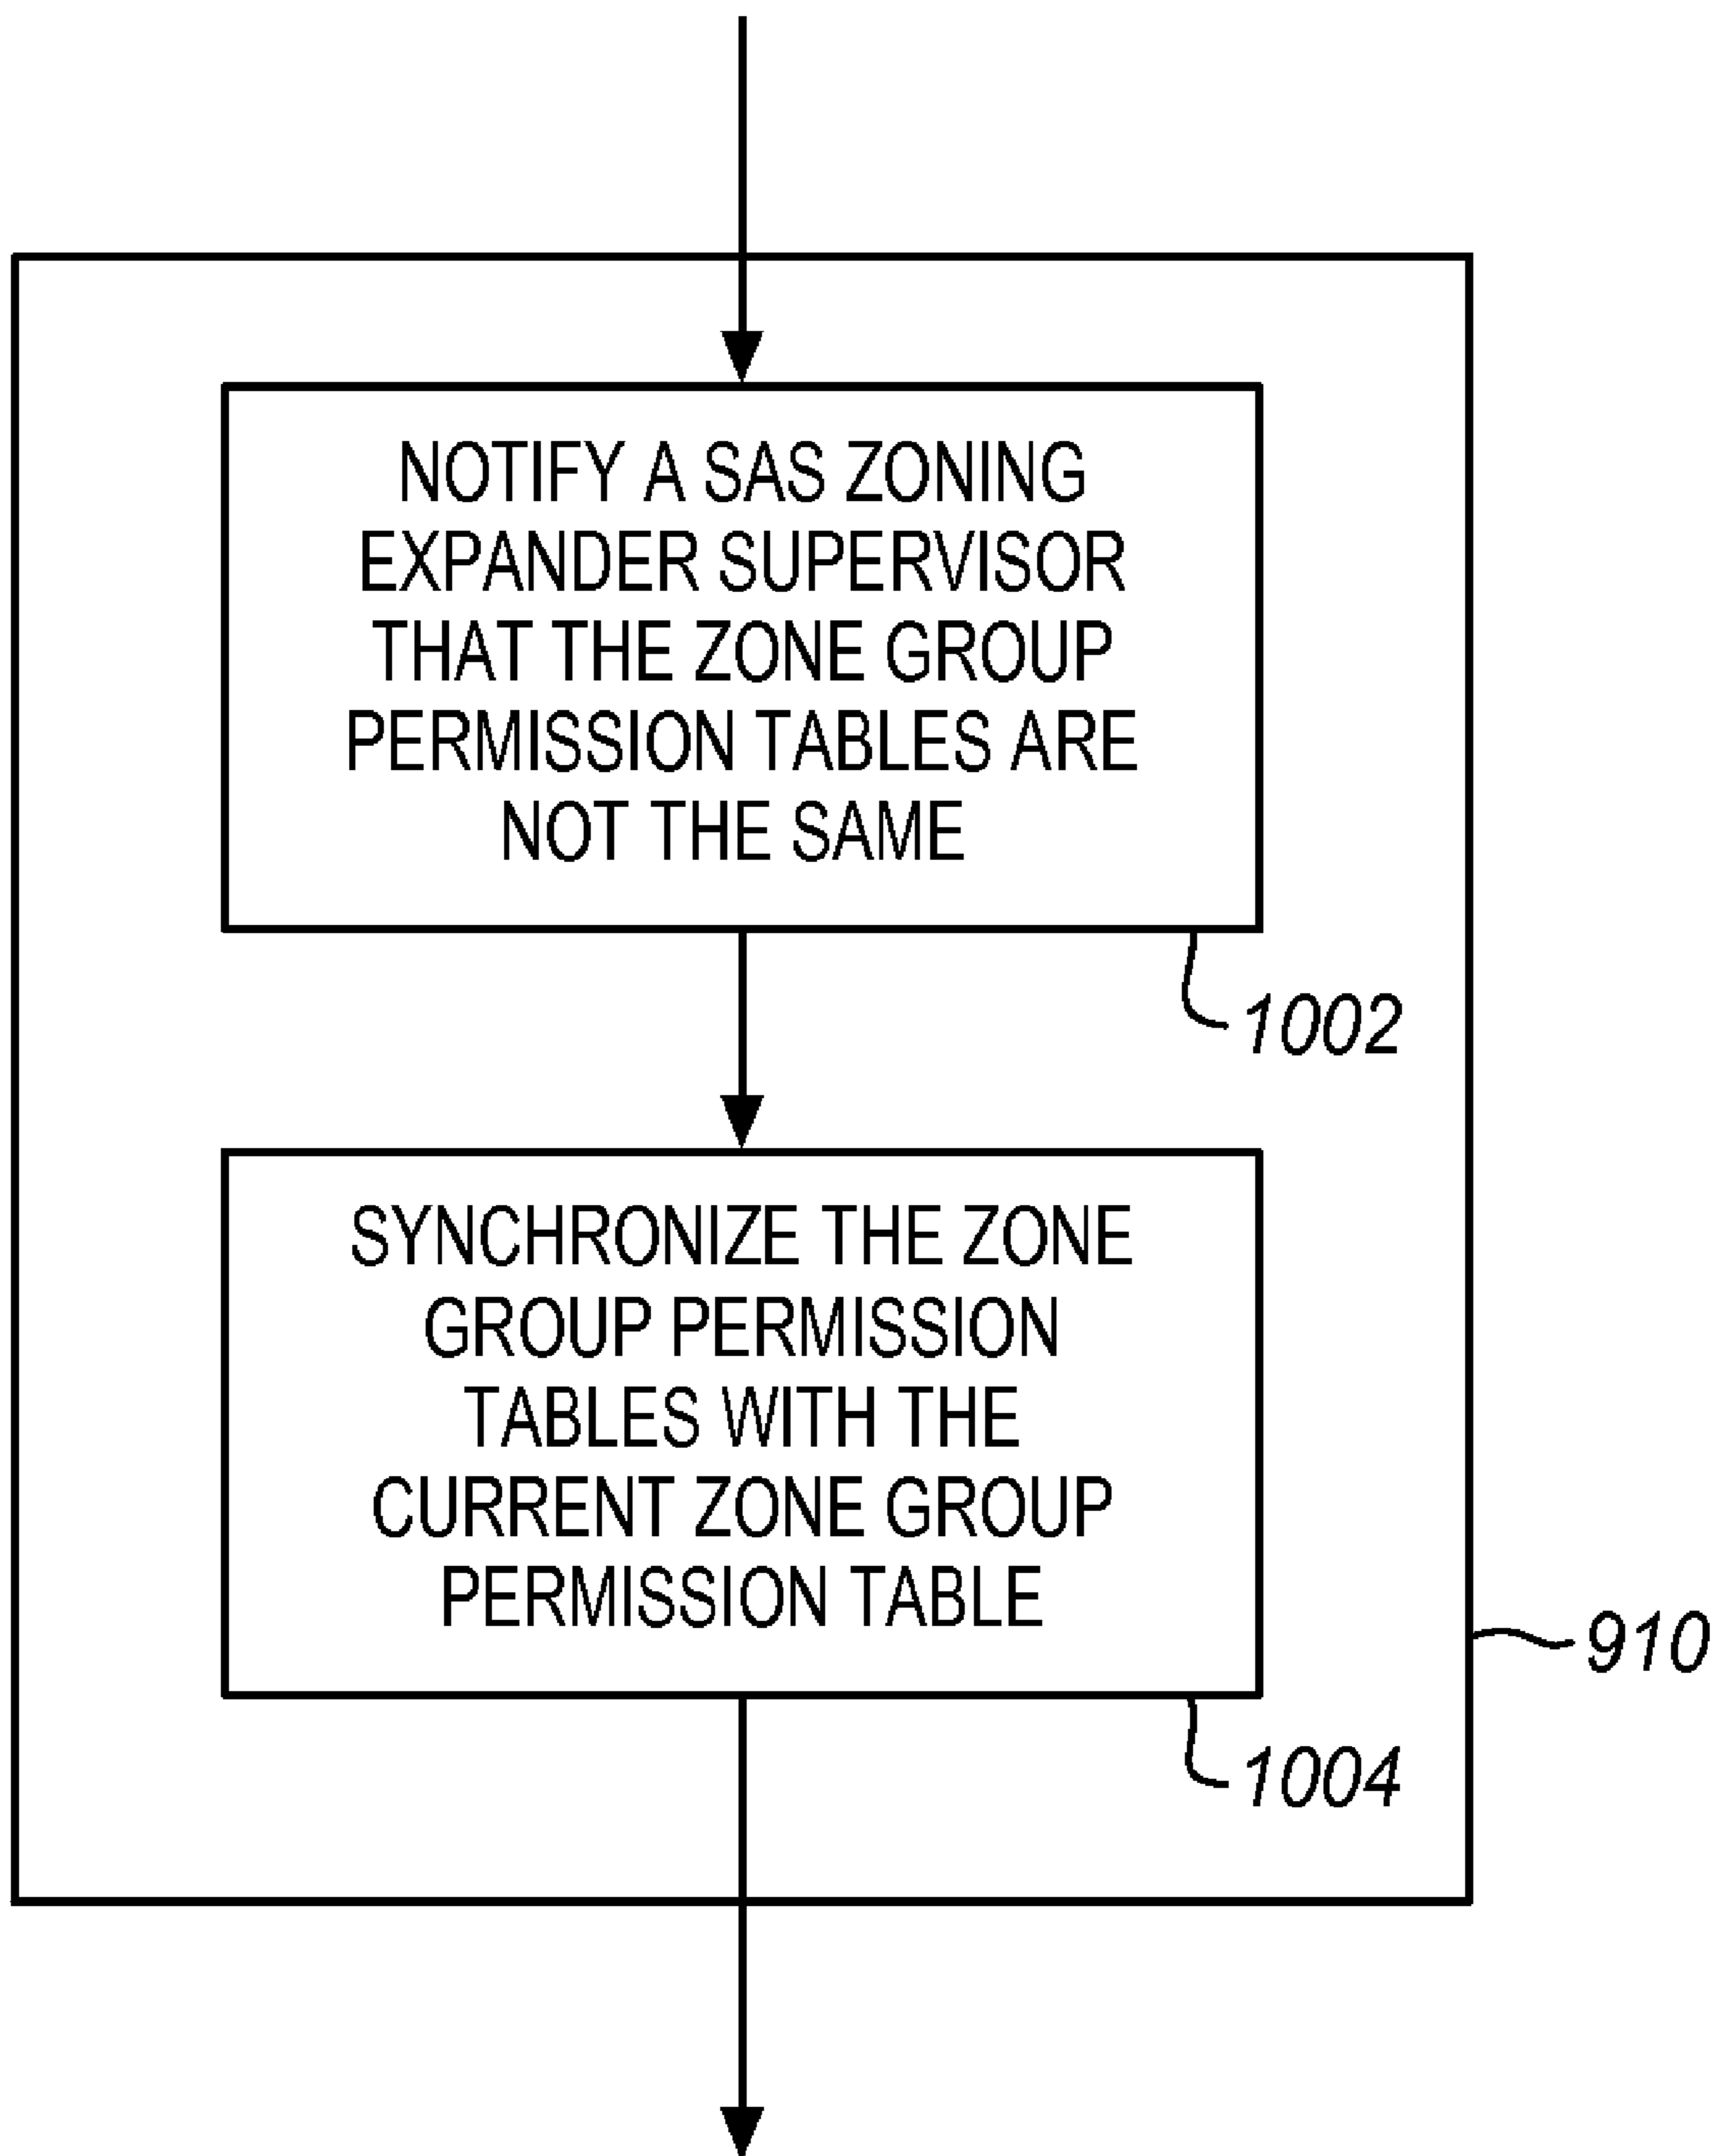 NOTIFY A SAS ZONING
EXPANDER SUPERVISOR
THAT THE ZONE GROUP
PERMISSION TABLES ARE
NOT THE SAME
1002
SYNCHRONIZE THE ZONE
GROUP PERMISSION
TABLES WITH THE
CURRENT ZONE GROUP
PERMISSION TABLE
910
1004